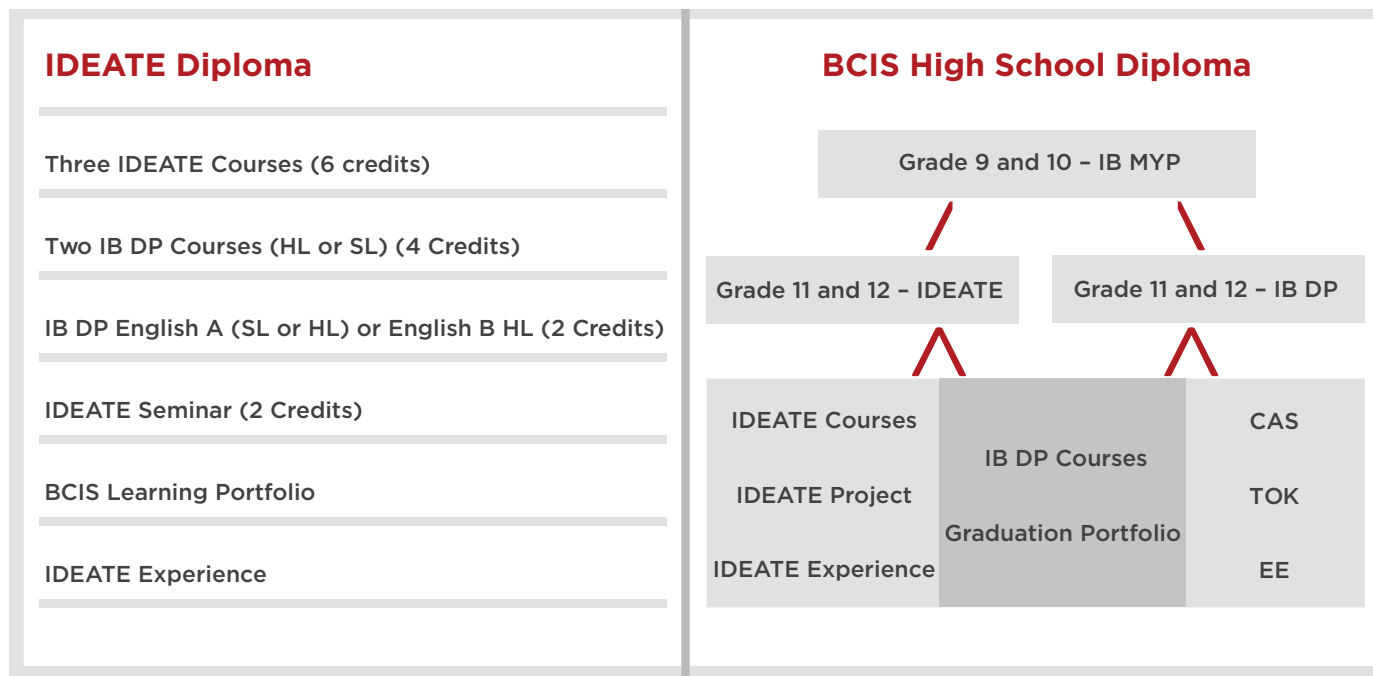 IDEATE Diploma
Three IDEATE Courses (6 credits)
Two IB DP Courses (HL or SL) (4 Credits)
IB DP English A (SL or HL) or English B HL (2 Credits)
IDEATE Seminar (2 Credits)
BCIS Learning Portfolio
IDEATE Experience
BCIS High School Diploma
Grade 9 and 10 – IB MYP
Grade 11 and 12 – IDEATE
Grade 11 and 12 – IB DP
IDEATE Courses
IDEATE Project
IDEATE Experience
IB DP Courses
Graduation Portfolio
CAS
TOK
EE